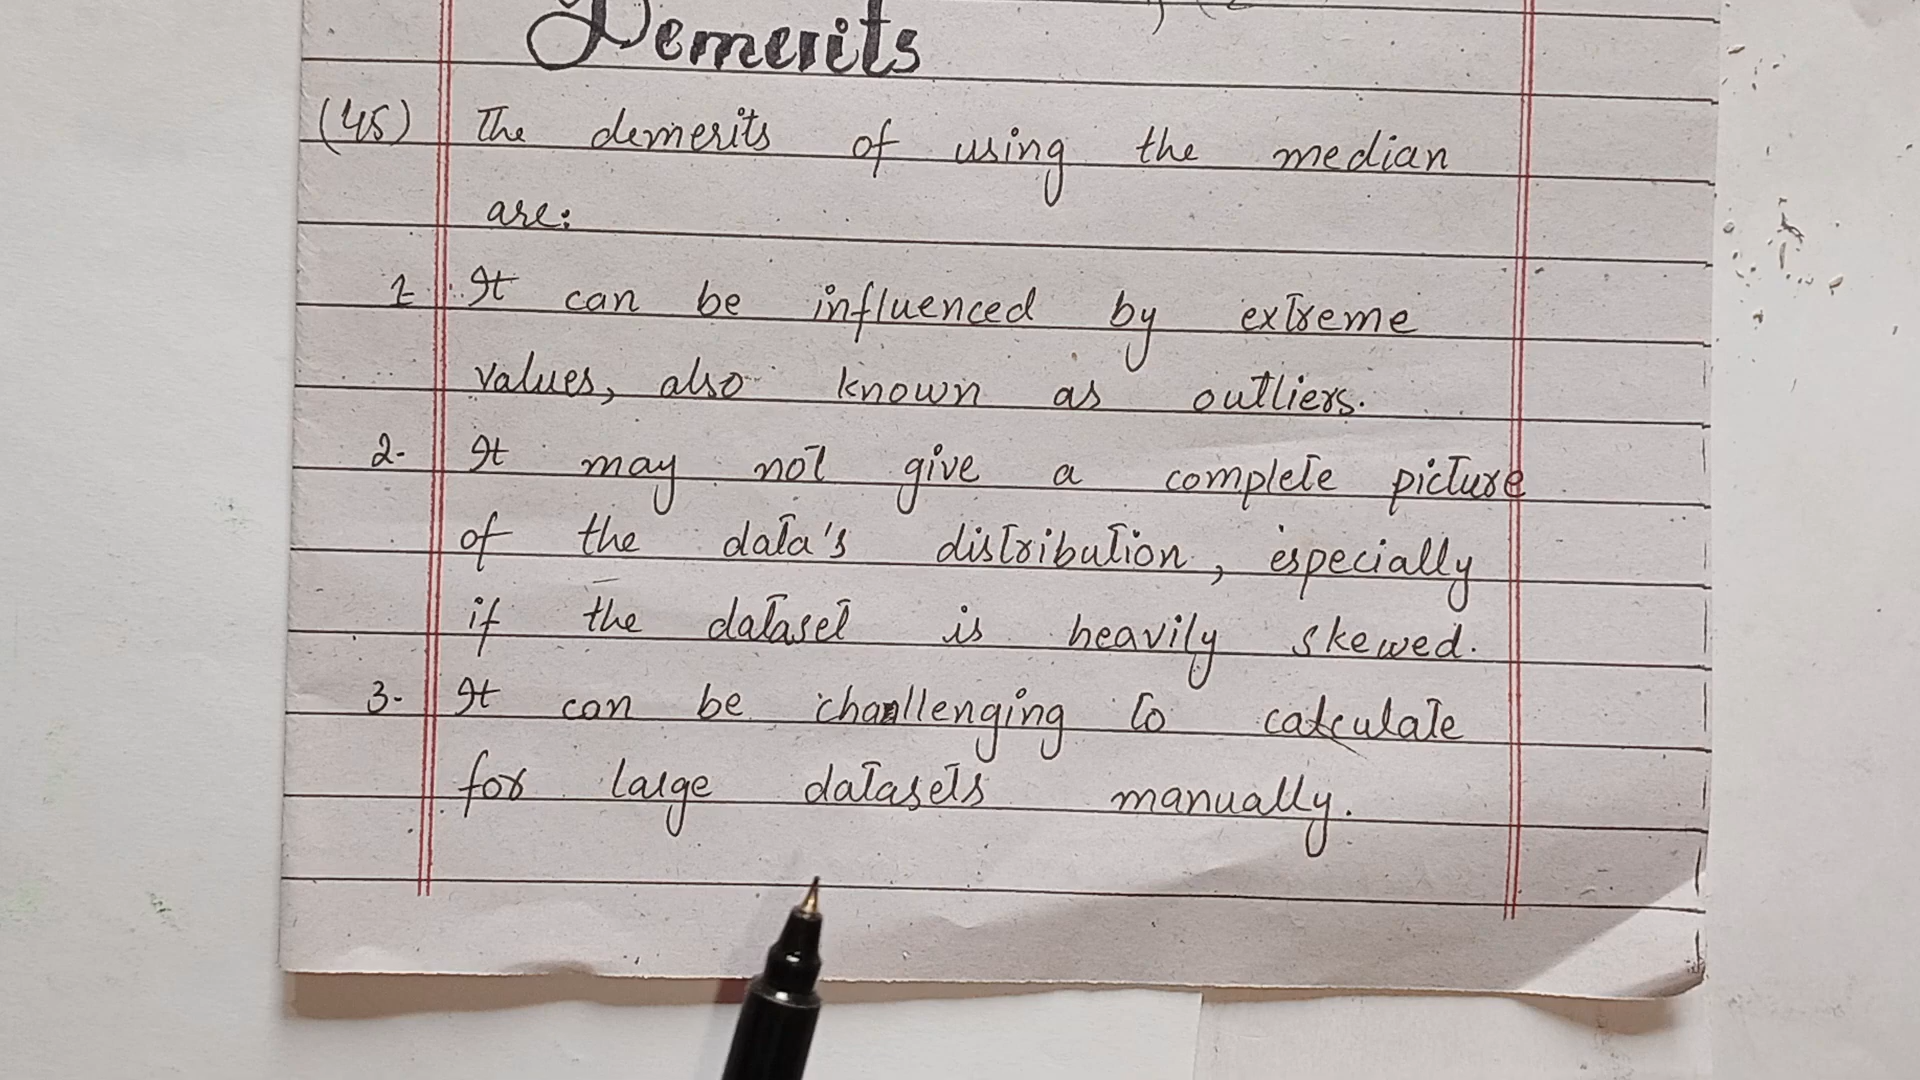 Demerits
(45) The demerits of using the median
are:
1- It can be influenced by extreme
values, also known as outliers.
2- It may not give a complete picture
of the data's distribution, especially
if the dataset is heavily skewed.
3- It can be challenging to calculate
for large datasets manually.